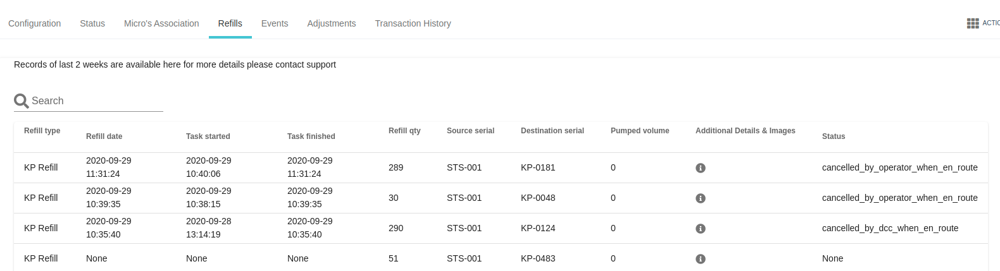 Configuration Status Micro's Association Refills Events Adjustments Transaction History
Records of last 2 weeks are available here for more details please contact support
Search
Refill type Refill date Task started Task finished Refill qty Source serial Destination serial Pumped volume Additional Details & Images Status
KP Refill 2020-09-29 11:31:24 2020-09-29 10:40:06 2020-09-29 11:31:24 289 STS-001 KP-0181 0 cancelled_by_operator_when_en_route
KP Refill 2020-09-29 10:39:35 2020-09-29 10:38:15 2020-09-29 10:39:35 30 STS-001 KP-0048 0 cancelled_by_operator_when_en_route
KP Refill 2020-09-29 10:35:40 2020-09-28 13:14:19 2020-09-29 10:35:40 290 STS-001 KP-0124 0 cancelled_by_dcc_when_en_route
KP Refill None None None 51 STS-001 KP-0483 0 None